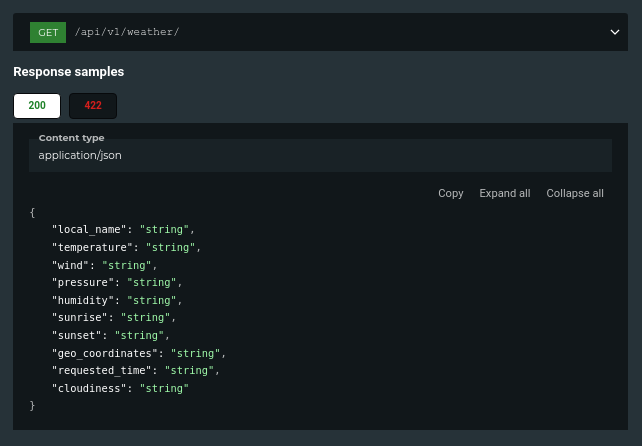 GET /api/v1/weather/
Response samples
200 422
Content type
application/json
Copy Expand all Collapse all
{
"local_name": "string",
"temperature": "string",
"wind": "string",
"pressure": "string",
"humidity": "string",
"sunrise": "string",
"sunset": "string",
"geo_coordinates": "string",
"requested_time": "string",
"cloudiness": "string"
}